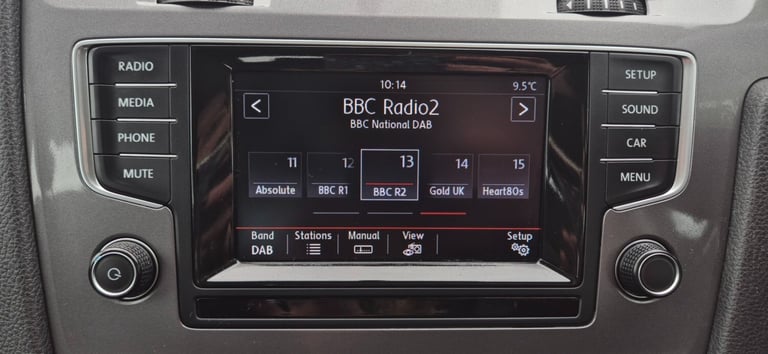 RADIO
MEDIA
PHONE
MUTE
10:14
9.5°C
<
BBC Radio2
>
BBC National DAB
11
12
13
14
15
Absolute
BBC R1
BBC R2
Gold UK
Heart80s
Band
DAB
Stations
Manual
View
Setup
SETUP
SOUND
CAR
MENU